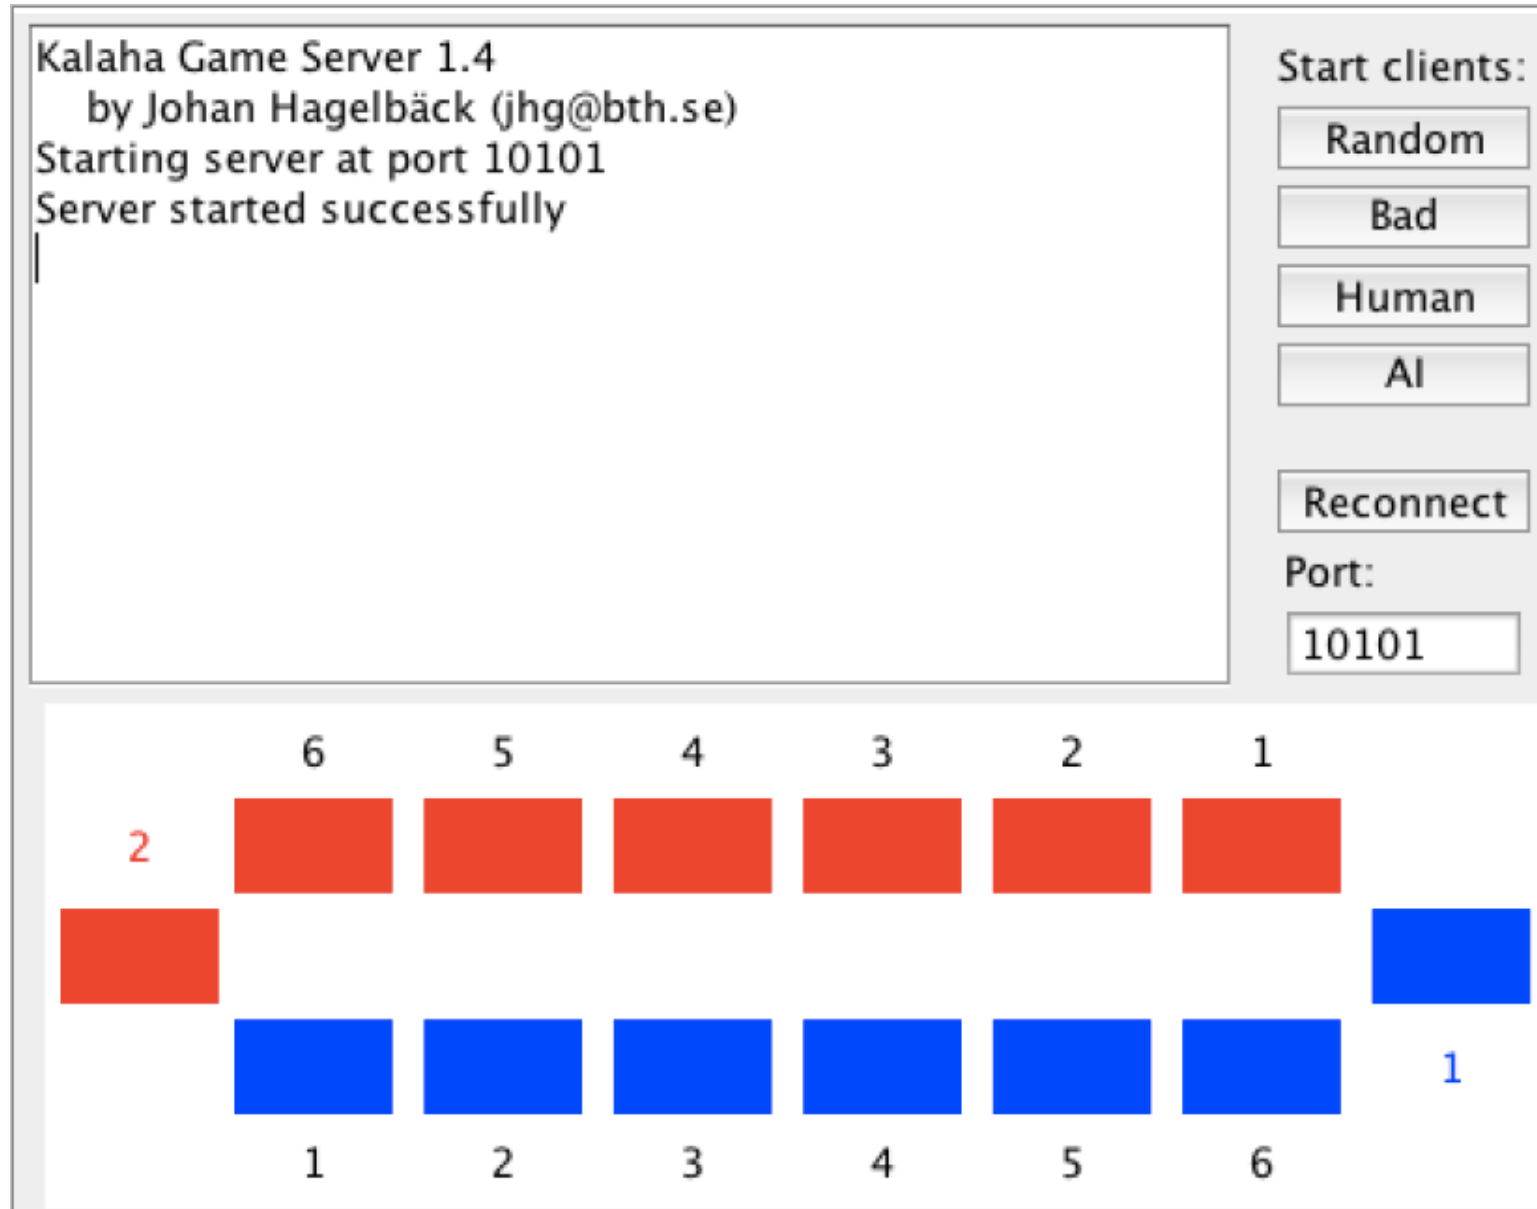 Kalaha Game Server 1.4
by Johan Hagelbäck (jhg@bth.se)
Starting server at port 10101
Server started successfully
Start clients:
Random
Bad
Human
AI
Reconnect
Port:
10101
6 5 4 3 2 1
2
1
1 2 3 4 5 6